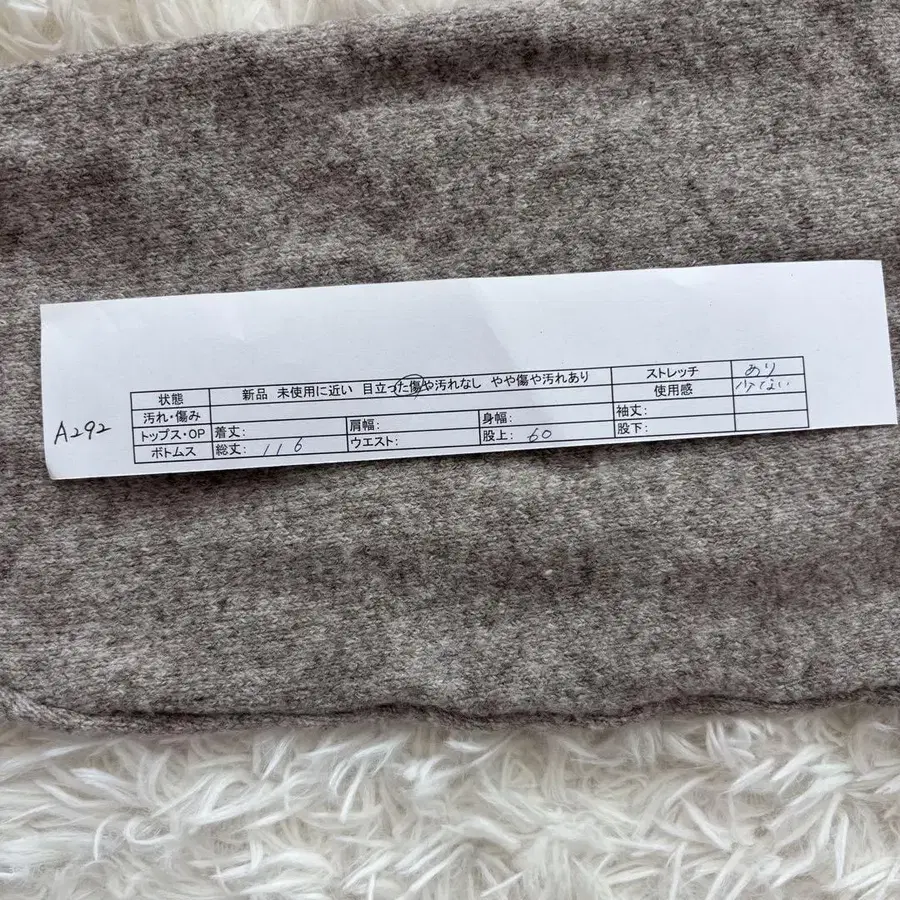 状態 新品 未使用に近い 目立った傷や汚れなし やや傷や汚れあり ストレッチ あり
汚れ・傷み 使用感 少ない
A292
トップス・OP 着丈: 肩幅: 身幅: 袖丈:
ボトムス 総丈: 116 ウエスト: 股上: 60 股下: